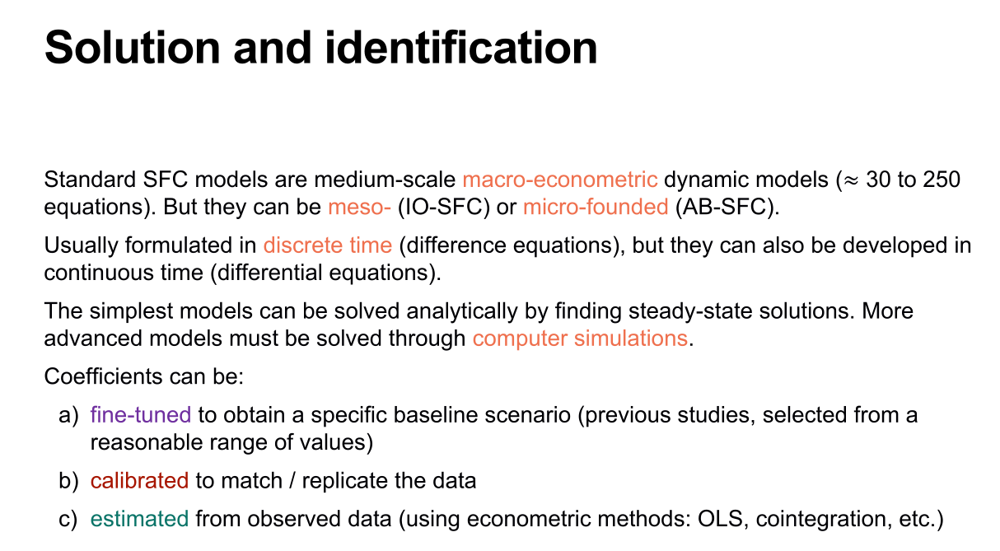 Solution and identification
Standard SFC models are medium-scale macro-econometric dynamic models (≈ 30 to 250
equations). But they can be meso- (IO-SFC) or micro-founded (AB-SFC).
Usually formulated in discrete time (difference equations), but they can also be developed in
continuous time (differential equations).
The simplest models can be solved analytically by finding steady-state solutions. More
advanced models must be solved through computer simulations.
Coefficients can be:
a) fine-tuned to obtain a specific baseline scenario (previous studies, selected from a
reasonable range of values)
b) calibrated to match / replicate the data
c) estimated from observed data (using econometric methods: OLS, cointegration, etc.)